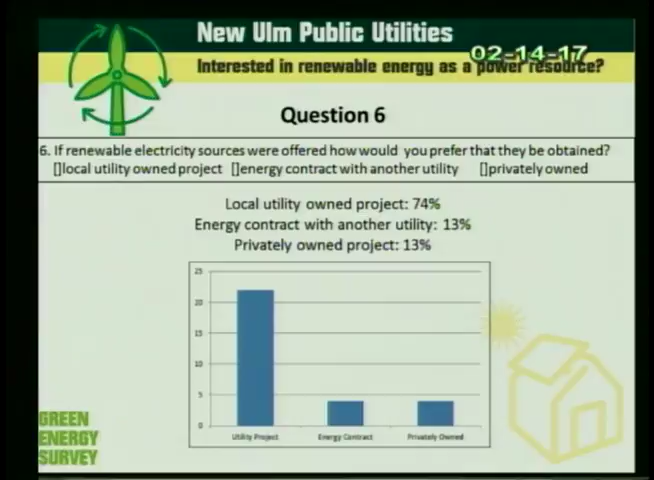 New Ulm Public Utilities
02-14-17
Interested in renewable energy as a power resource?
Question 6
6. If renewable electricity sources were offered how would you prefer that they be obtained?
[]local utility owned project []energy contract with another utility []privately owned
Local utility owned project: 74%
Energy contract with another utility: 13%
Privately owned project: 13%
25
20
15
10
5
0
Utility Project Energy Contract Privately Owned
GREEN
ENERGY
SURVEY